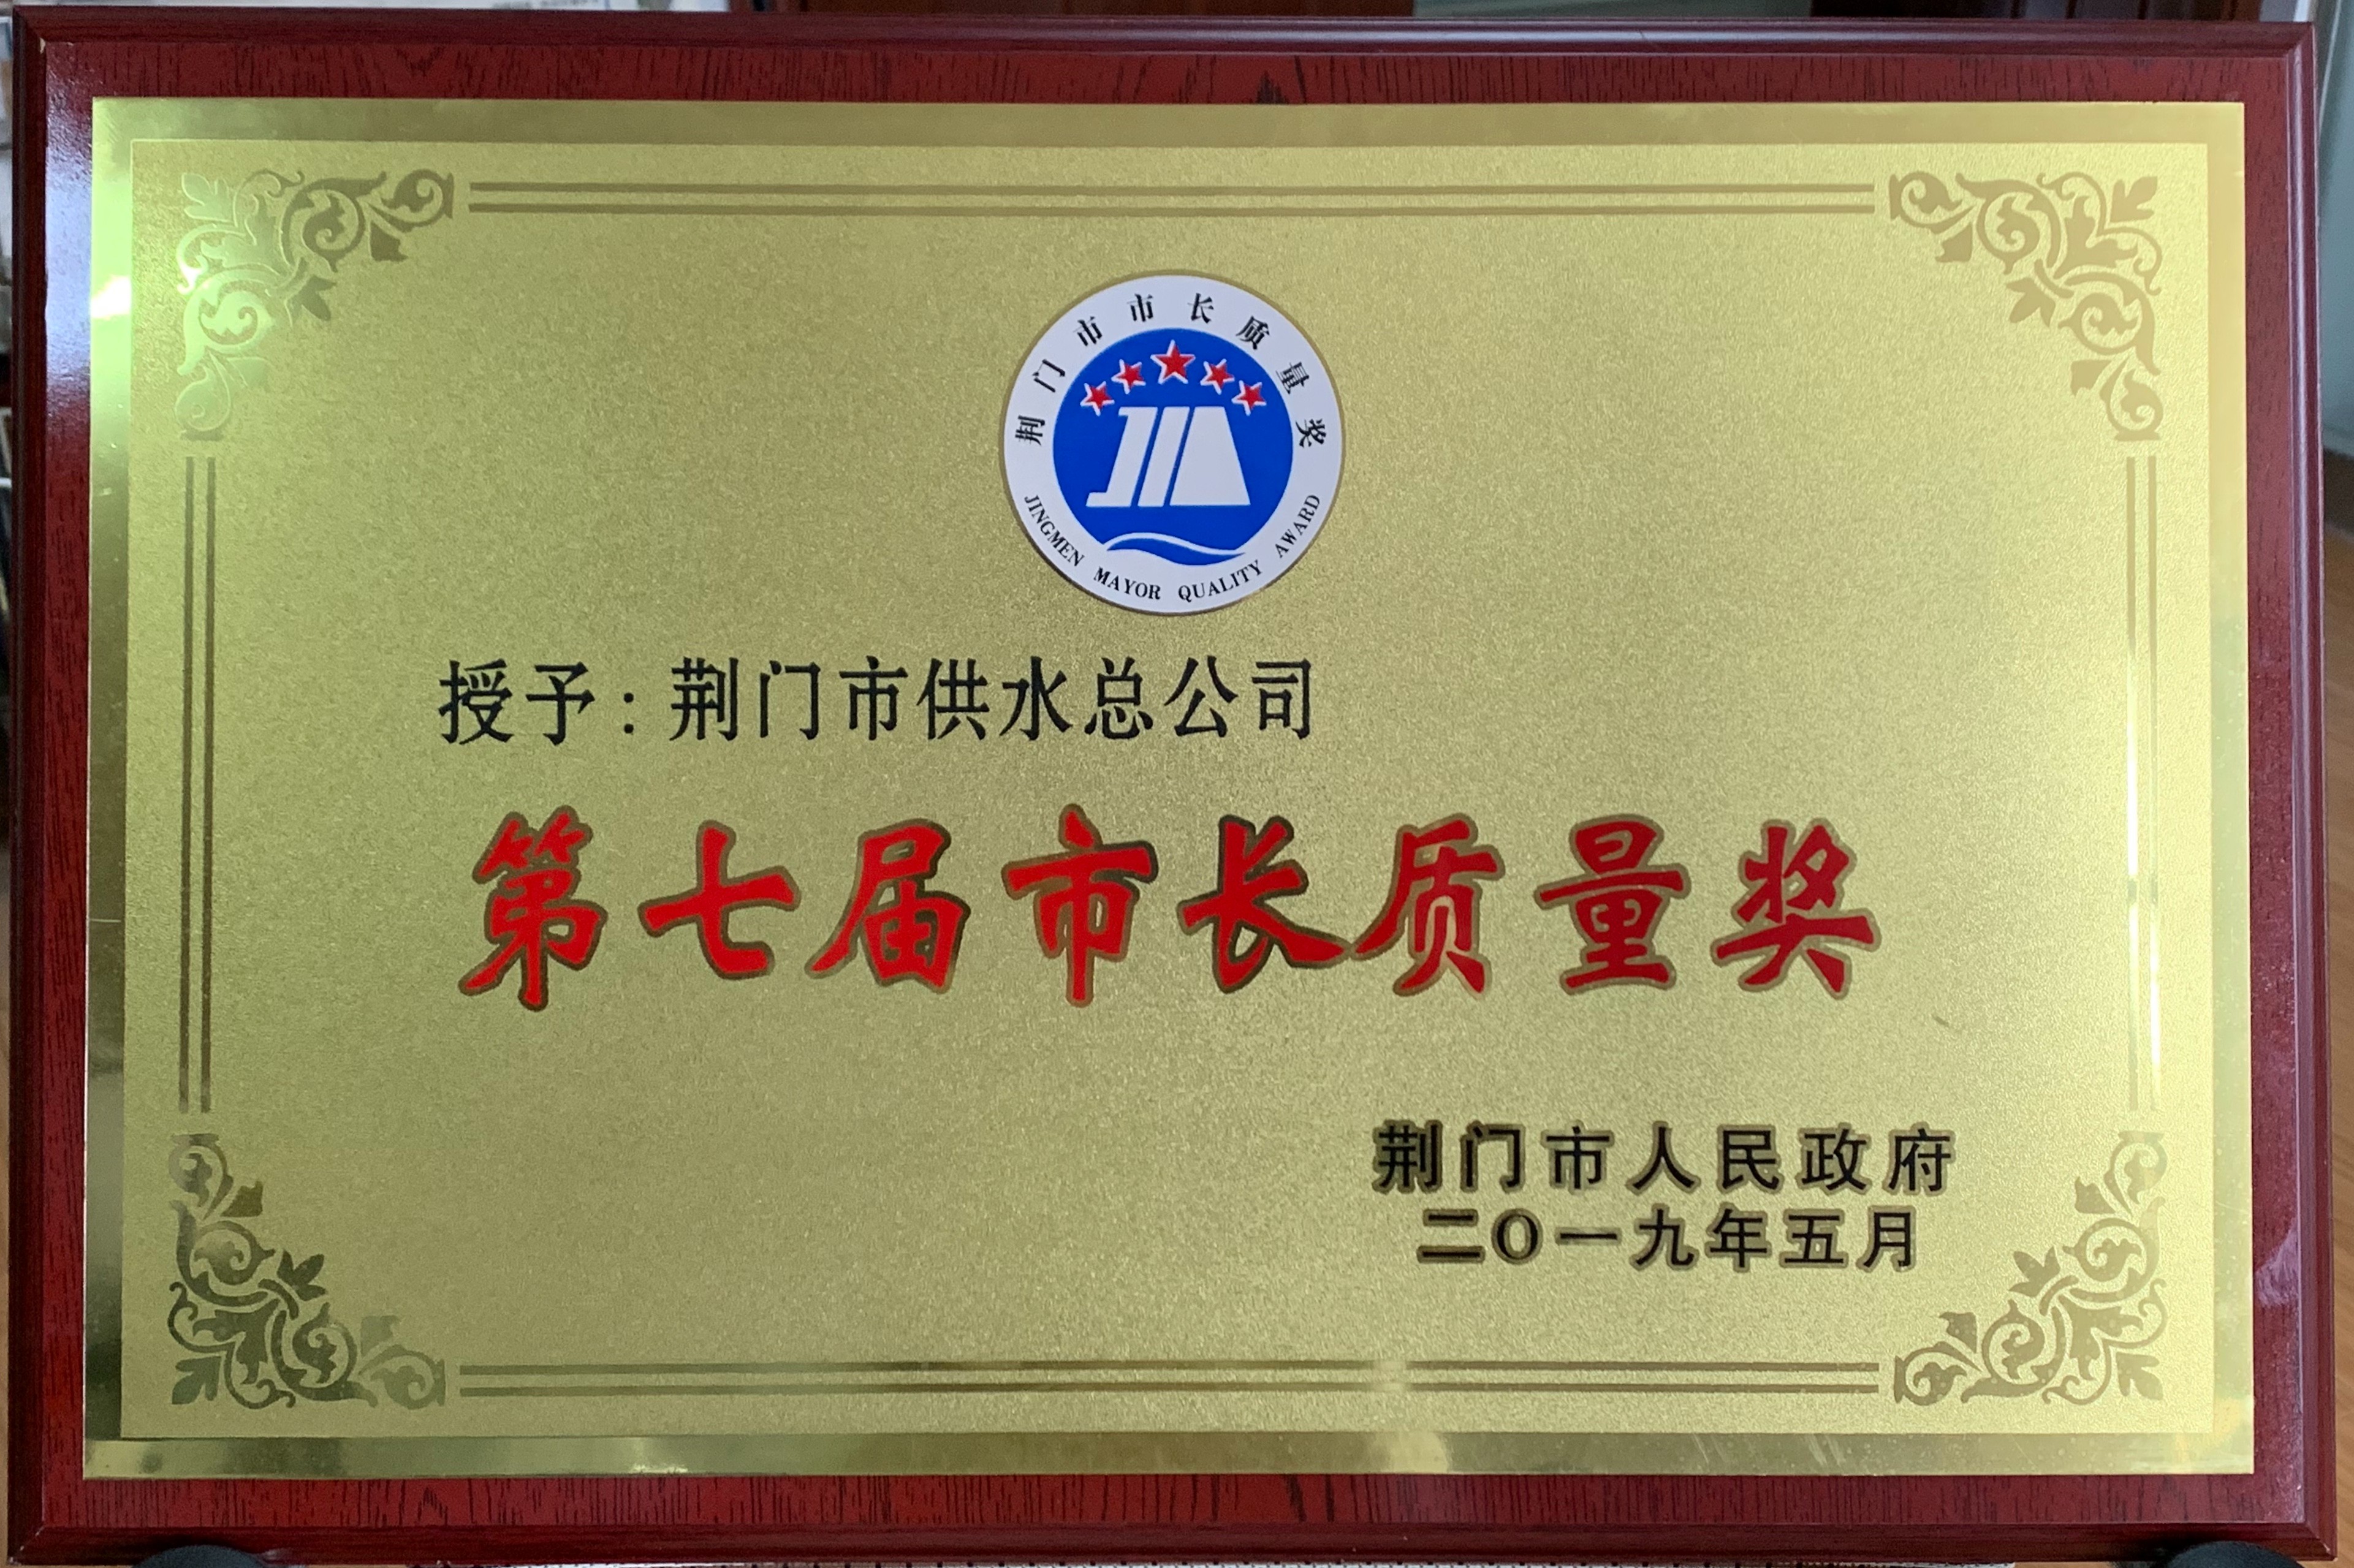 荆门市市长质量奖
JINGMEN MAYOR QUALITY AWARD
授予:荆门市供水总公司
第七届市长质量奖
荆门市人民政府
二〇一九年五月